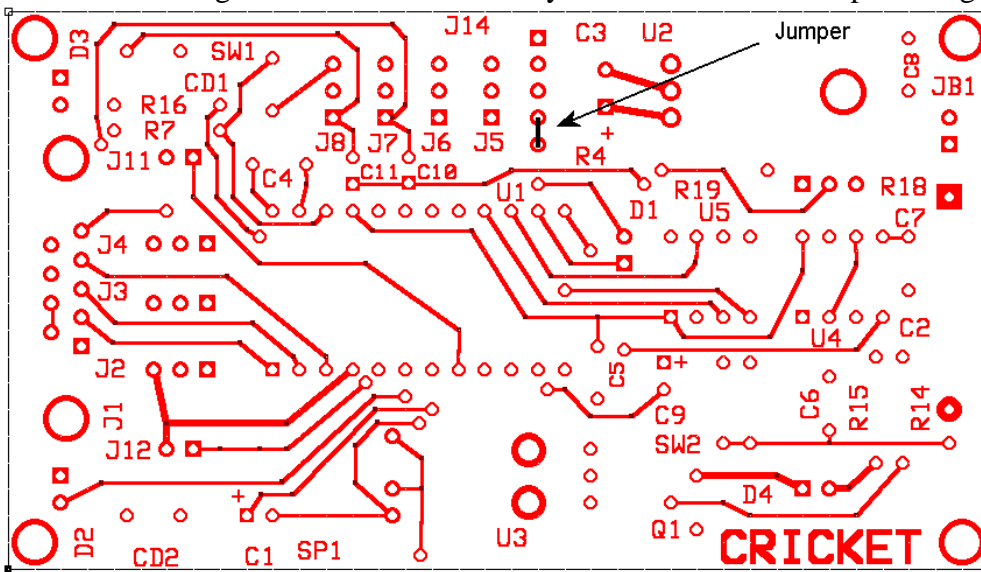 J14
Jumper
D3
SW1
C3
U2
C8
CD1
JB1
R16
R7
J8
J7
J6
J5
+
J11
R4
C4
C11
C10
U1
R19
R18
D1
U5
C7
J4
J3
U4
C2
J2
+
C5
J1
C9
C6
R15
R14
J12
SW2
+
D4
D2
CD2
C1
SP1
U3
Q1
CRICKET